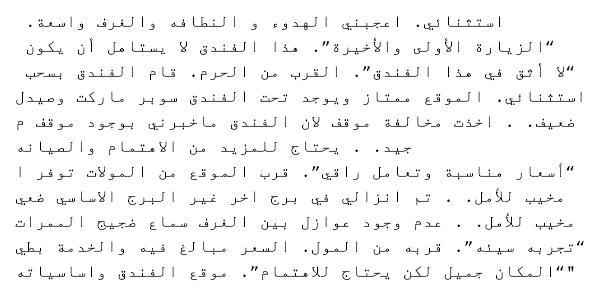 استثنائي. اعجبني الهدوء و النطافه والغرف واسعة.
“الزيارة الأولى والأخيرة”. هذا الفندق لا يستاهل أن يكون
“لا أثق في هذا الفندق”. القرب من الحرم. قام الفندق بسحب
استثنائي. الموقع ممتاز ويوجد تحت الفندق سوبر ماركت وصيدل
ضعيف. . اخذت مخالفة موقف لان الفندق ماخبرني بوجود موقف م
جيد. . يحتاج للمزيد من الاهتمام والصيانه
“أسعار مناسبة وتعامل راقي”. قرب الموقع من المولات توفر ا
مخيب للأمل. . تم انزالي في برج اخر غير البرج الاساسي ضعي
مخيب للأمل. . عدم وجود عوازل بين الغرف سماع ضجيج الممرات
“تجربه سيئه”. قربه من المول. السعر مبالغ فيه والخدمة بطي
"“المكان جميل لكن يحتاج للاهتمام”. موقع الفندق واساسياته